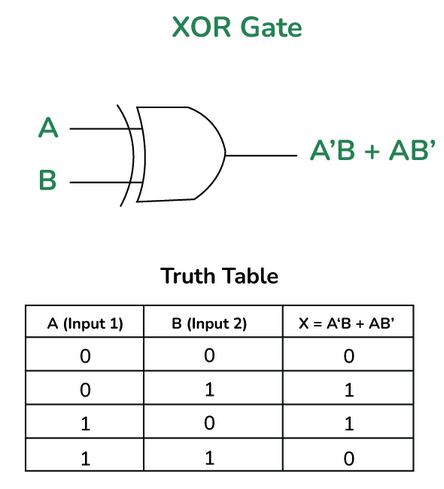 XOR Gate
A
A’B + AB’
B
Truth Table
A (Input 1) B (Input 2) X = A‘B + AB’
0 0 0
0 1 1
1 0 1
1 1 0